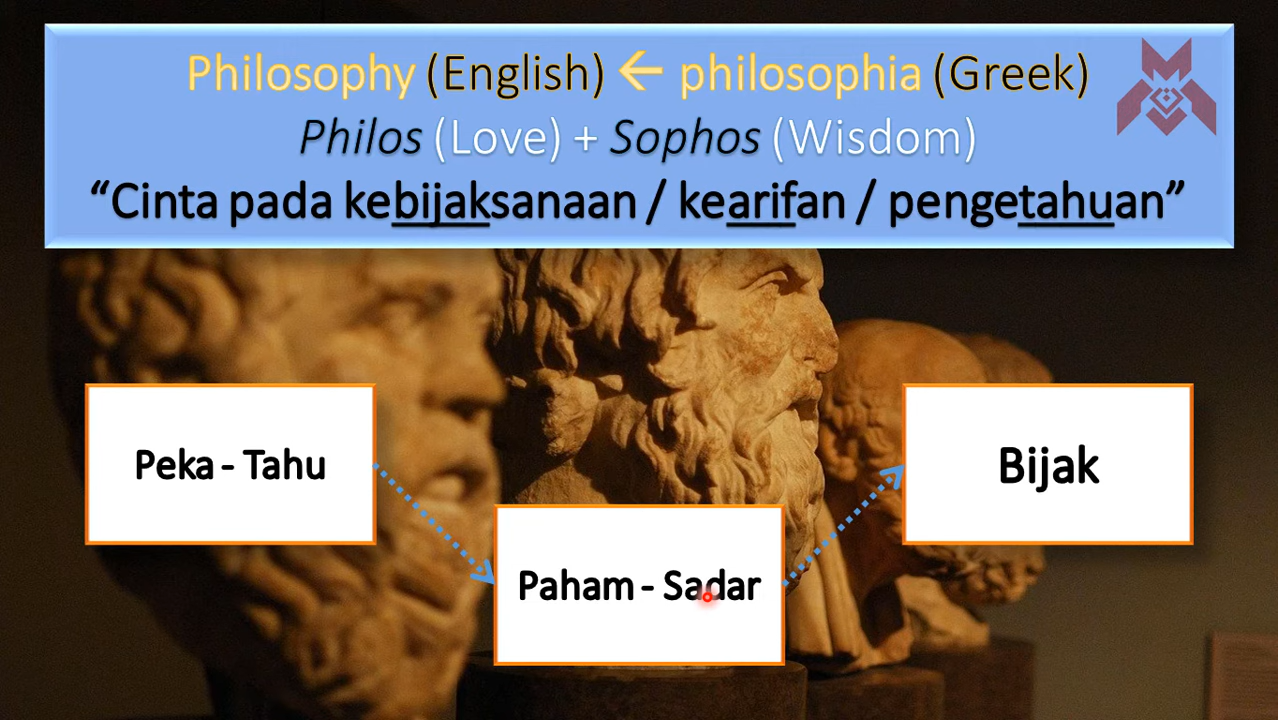 Philosophy (English) ← philosophia (Greek)
Philos (Love) + Sophos (Wisdom)
“Cinta pada kebijaksanaan / kearifan / pengetahuan”
Peka - Tahu
Paham - Sadar
Bijak